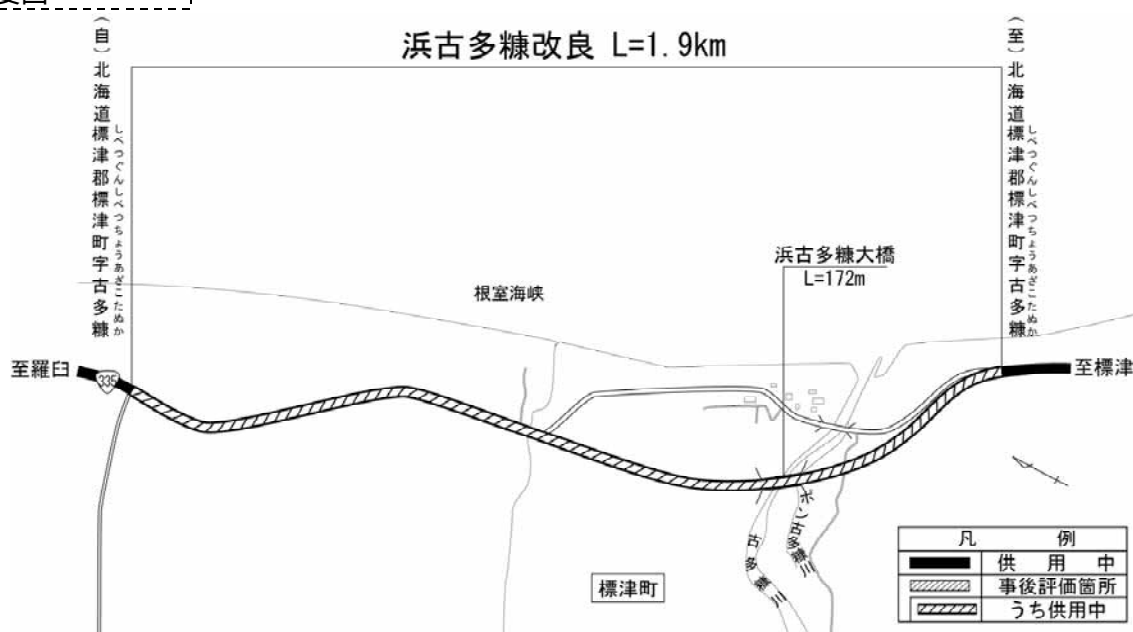 浜古多糠改良 L=1.9km
(自)北海道標津郡標津町字古多糠
しべつぐんしべつちょうあざこたぬか
(至)北海道標津郡標津町字古多糠
しべつぐんしべつちょうあざこたぬか
浜古多糠大橋
L=172m
根室海峡
至羅臼
335
至標津
ポン古多糠川
古多糠川
標津町
凡 例
供 用 中
事後評価箇所
うち供用中